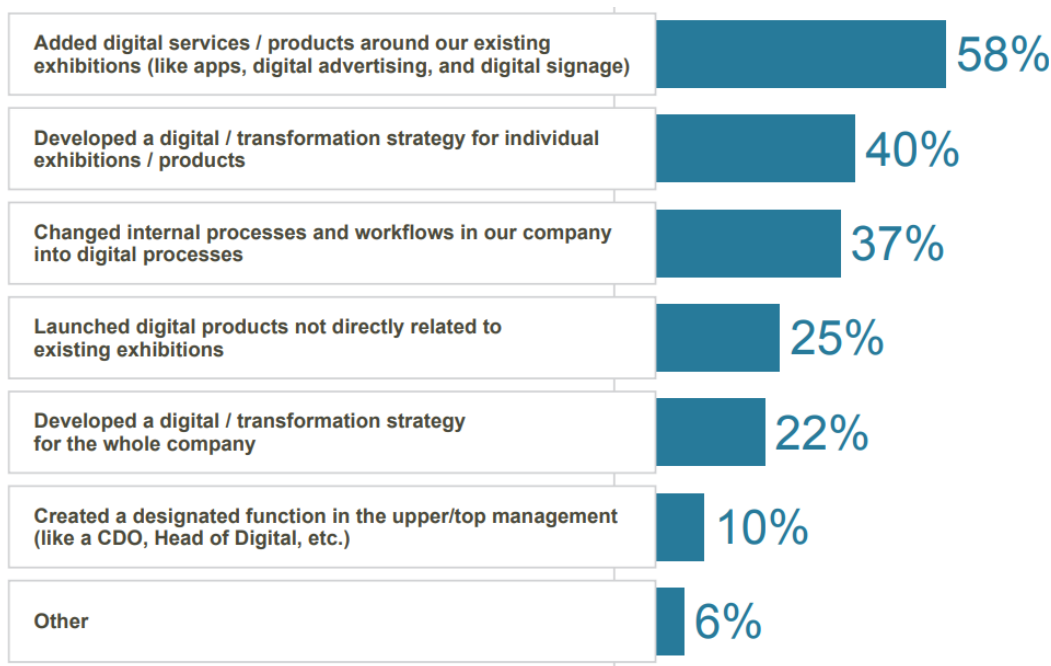 Added digital services / products around our existing
exhibitions (like apps, digital advertising, and digital signage)
58%
Developed a digital / transformation strategy for individual
exhibitions / products
40%
Changed internal processes and workflows in our company
into digital processes
37%
Launched digital products not directly related to
existing exhibitions
25%
Developed a digital / transformation strategy
for the whole company
22%
Created a designated function in the upper/top management
(like a CDO, Head of Digital, etc.)
10%
Other
6%